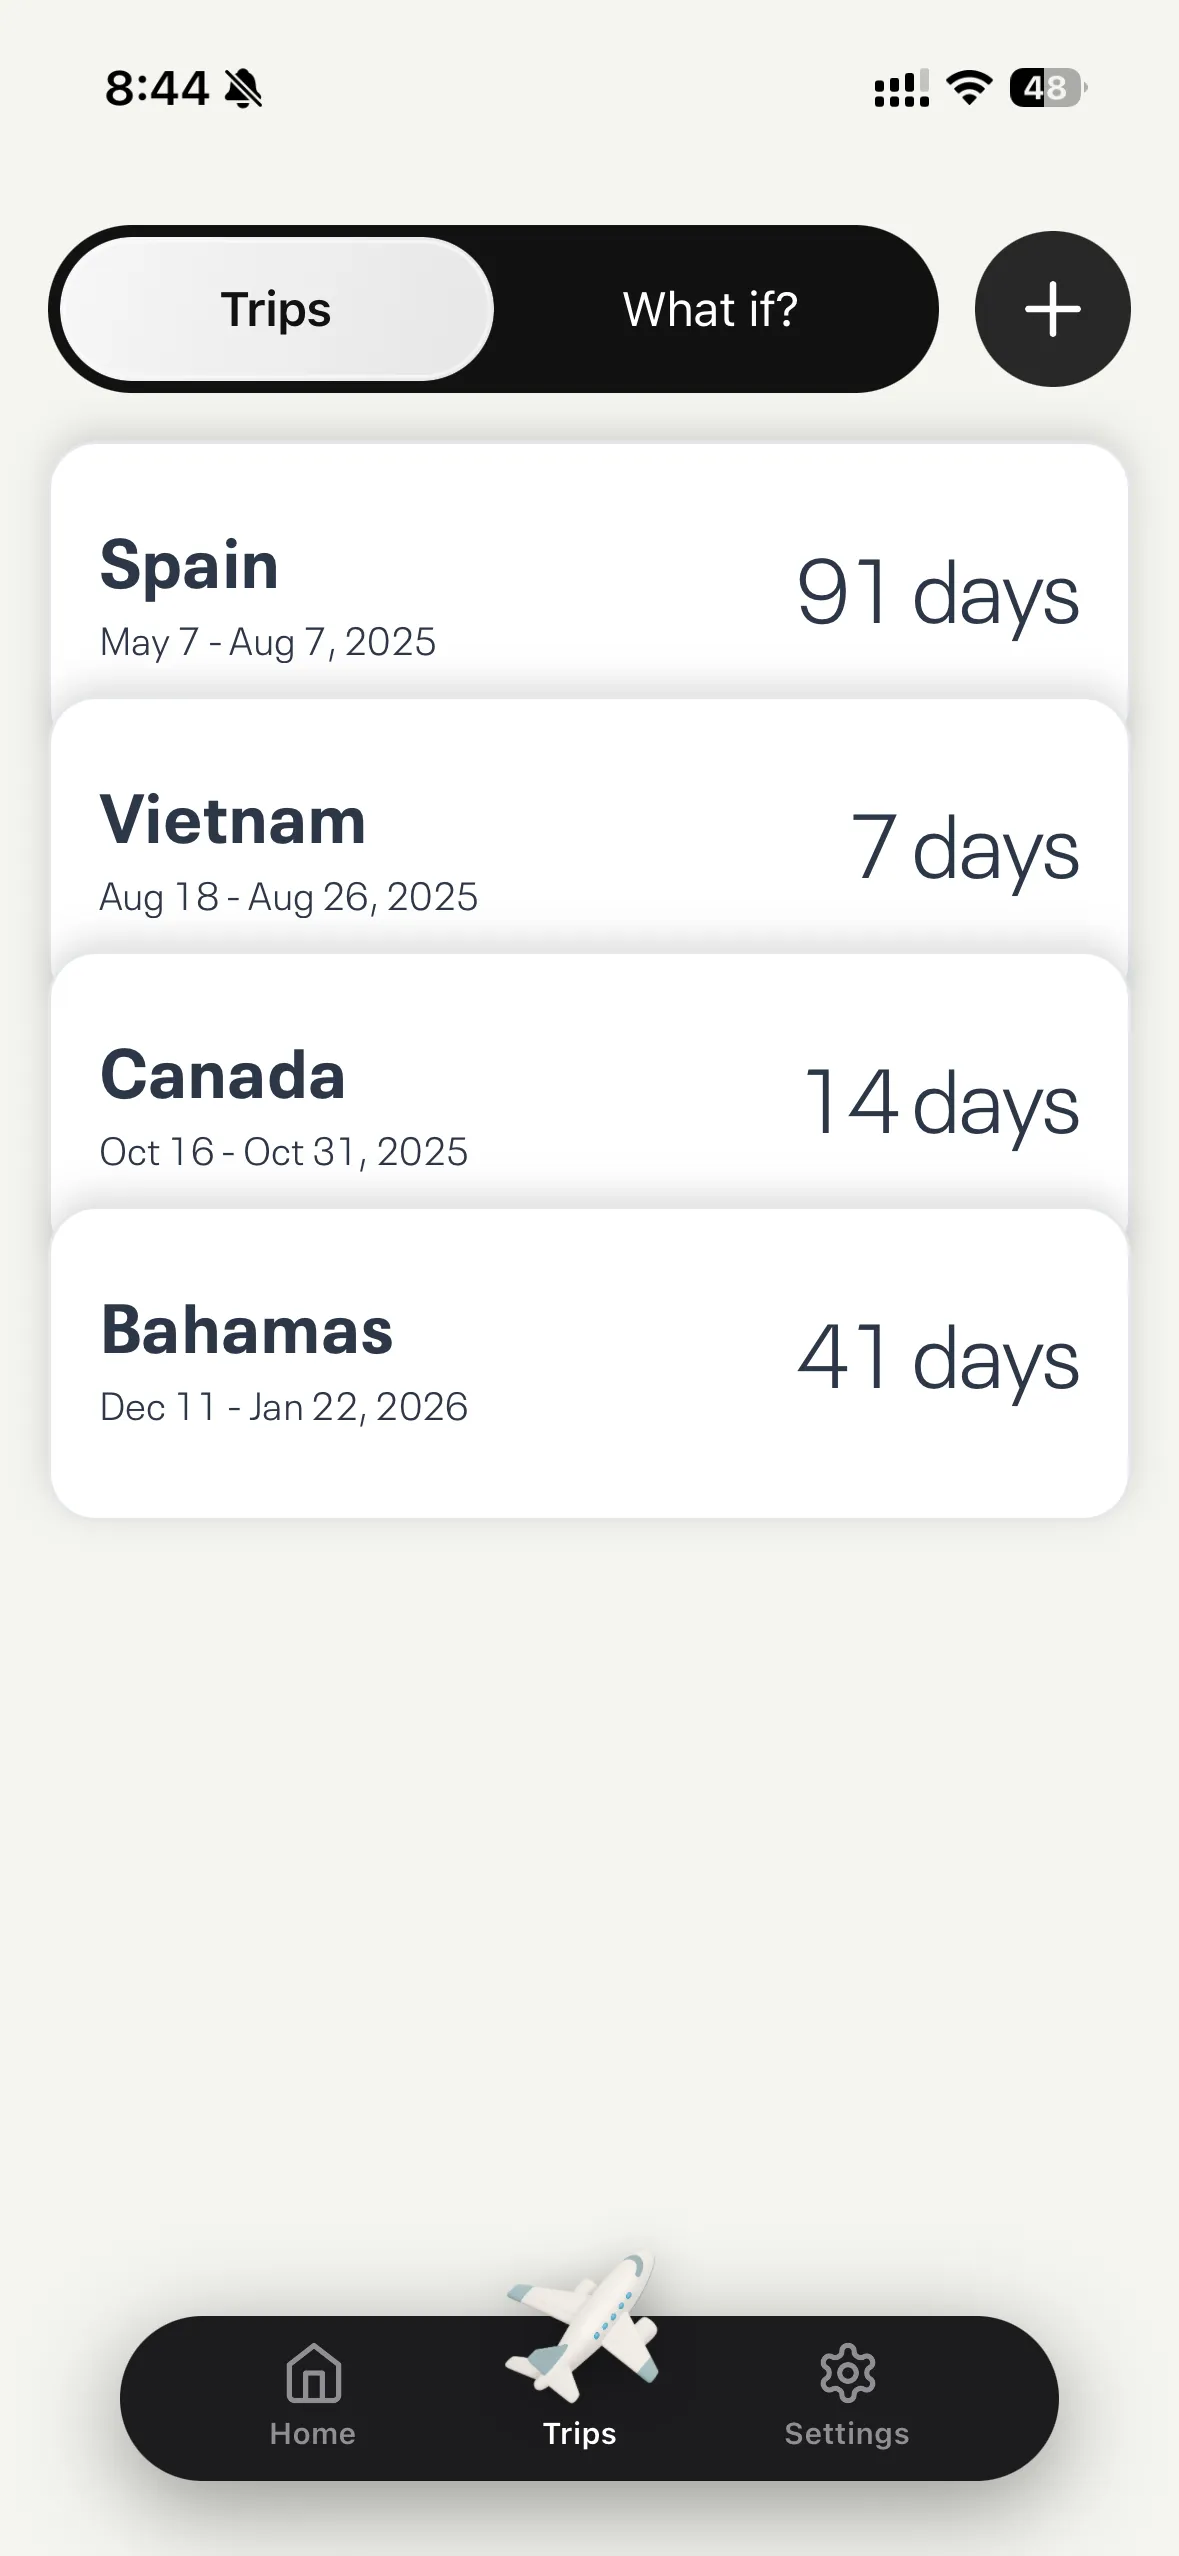 8:44
48
Trips
What if?
Spain
91 days
May 7 - Aug 7, 2025
Vietnam
7 days
Aug 18 - Aug 26, 2025
Canada
14 days
Oct 16 - Oct 31, 2025
Bahamas
41 days
Dec 11 - Jan 22, 2026
Home
Trips
Settings